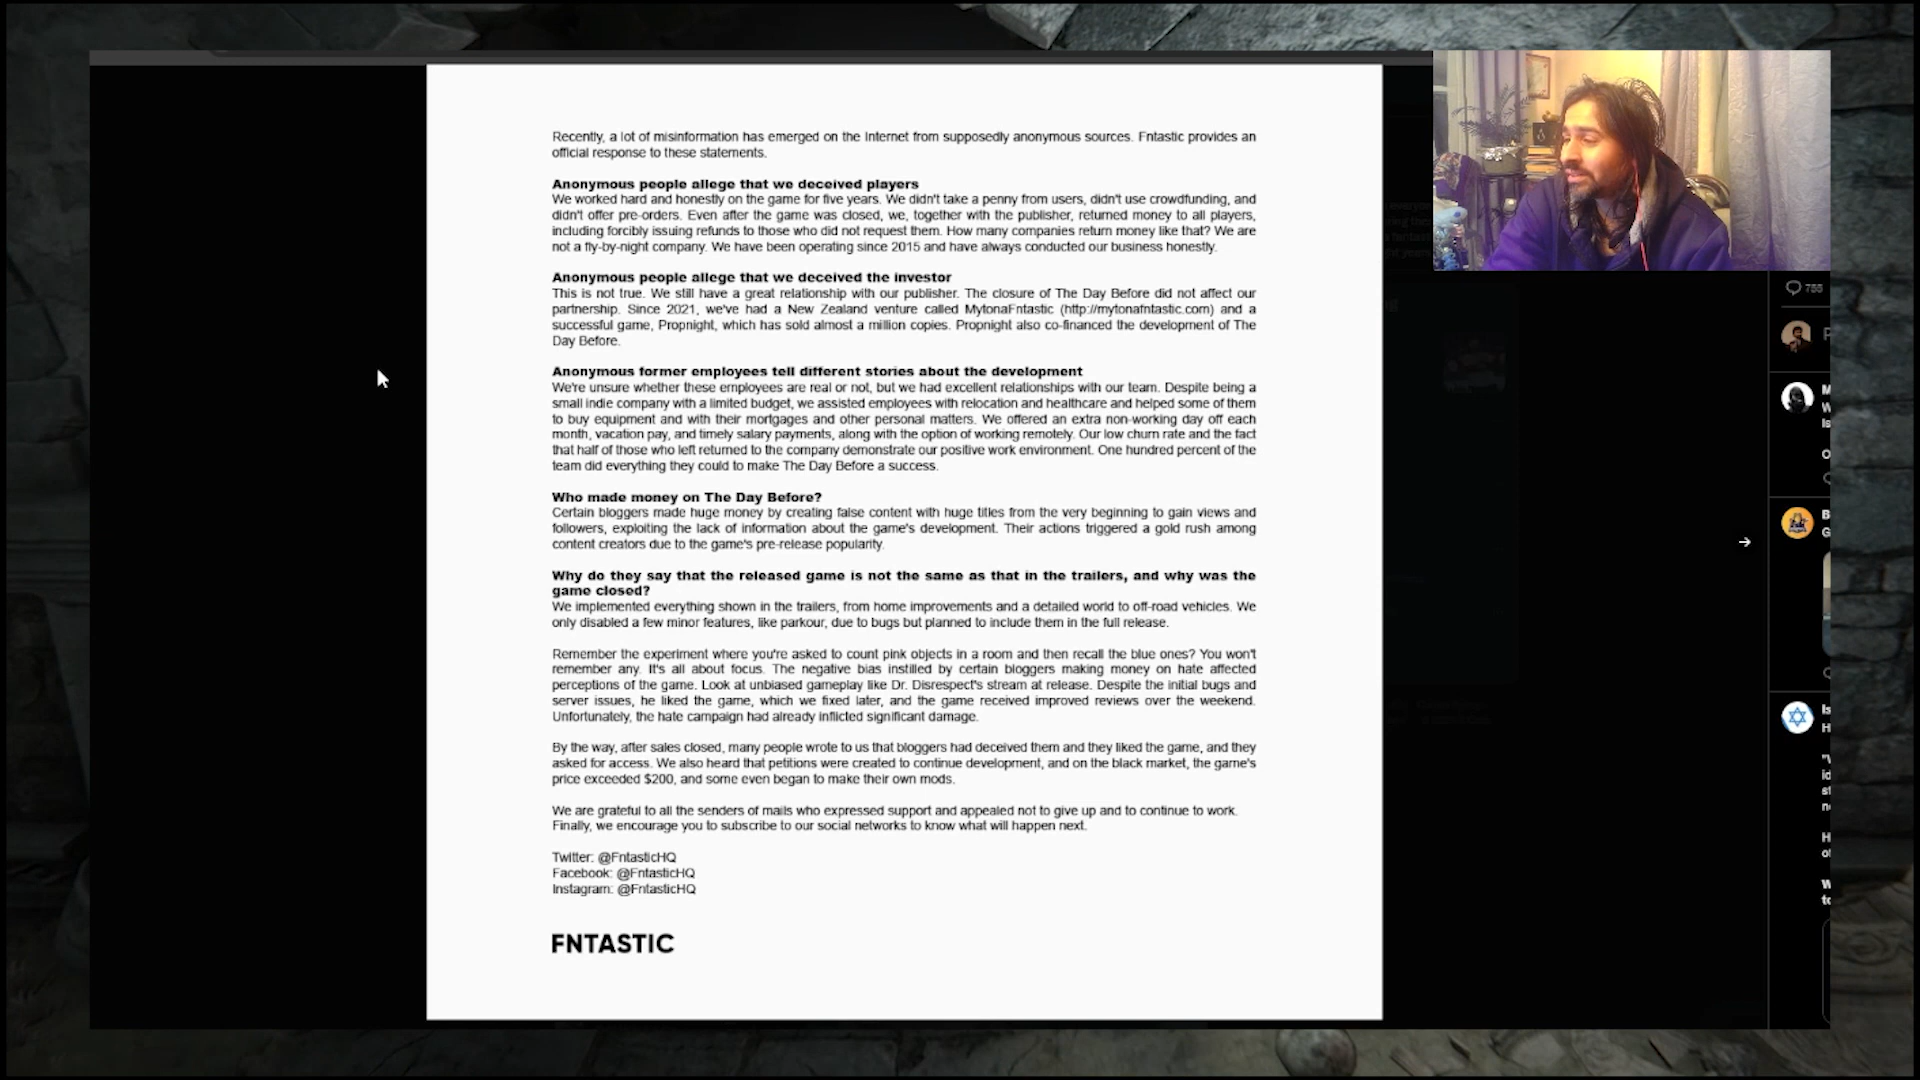 Recently, a lot of misinformation has emerged on the Internet from supposedly anonymous sources. Fntastic provides an
official response to these statements.
Anonymous people allege that we deceived players
We worked hard and honestly on the game for five years. We didn't take a penny from users, didn't use crowdfunding, and
didn't offer pre-orders. Even after the game was closed, we, together with the publisher, returned money to all players,
including forcibly issuing refunds to those who did not request them. How many companies return money like that? We are
not a fly-by-night company. We have been operating since 2015 and have always conducted our business honestly.
Anonymous people allege that we deceived the investor
This is not true. We still have a great relationship with our publisher. The closure of The Day Before did not affect our
partnership. Since 2021, we've had a New Zealand venture called MytonaFntastic (http://mytonafntastic.com) and a
successful game, Propnight, which has sold almost a million copies. Propnight also co-financed the development of The
Day Before.
Anonymous former employees tell different stories about the development
We're unsure whether these employees are real or not, but we had excellent relationships with our team. Despite being a
small indie company with a limited budget, we assisted employees with relocation and healthcare and helped some of them
to buy equipment and with their mortgages and other personal matters. We offered an extra non-working day off each
month, vacation pay, and timely salary payments, along with the option of working remotely. Our low churn rate and the fact
that half of those who left returned to the company demonstrate our positive work environment. One hundred percent of the
team did everything they could to make The Day Before a success.
Who made money on The Day Before?
Certain bloggers made huge money by creating false content with huge titles from the very beginning to gain views and
followers, exploiting the lack of information about the game's development. Their actions triggered a gold rush among
content creators due to the game's pre-release popularity.
Why do they say that the released game is not the same as that in the trailers, and why was the
game closed?
We implemented everything shown in the trailers, from home improvements and a detailed world to off-road vehicles. We
only disabled a few minor features, like parkour, due to bugs but planned to include them in the full release.
Remember the experiment where you're asked to count pink objects in a room and then recall the blue ones? You won't
remember any. It's all about focus. The negative bias instilled by certain bloggers making money on hate affected
perceptions of the game. Look at unbiased gameplay like Dr. Disrespect's stream at release. Despite the initial bugs and
server issues, he liked the game, which we fixed later, and the game received improved reviews over the weekend.
Unfortunately, the hate campaign had already inflicted significant damage.
By the way, after sales closed, many people wrote to us that bloggers had deceived them and they liked the game, and they
asked for access. We also heard that petitions were created to continue development, and on the black market, the game's
price exceeded $200, and some even began to make their own mods.
We are grateful to all the senders of mails who expressed support and appealed not to give up and to continue to work.
Finally, we encourage you to subscribe to our social networks to know what will happen next.
Twitter: @FntasticHQ
Facebook: @FntasticHQ
Instagram: @FntasticHQ
FNTASTIC
755